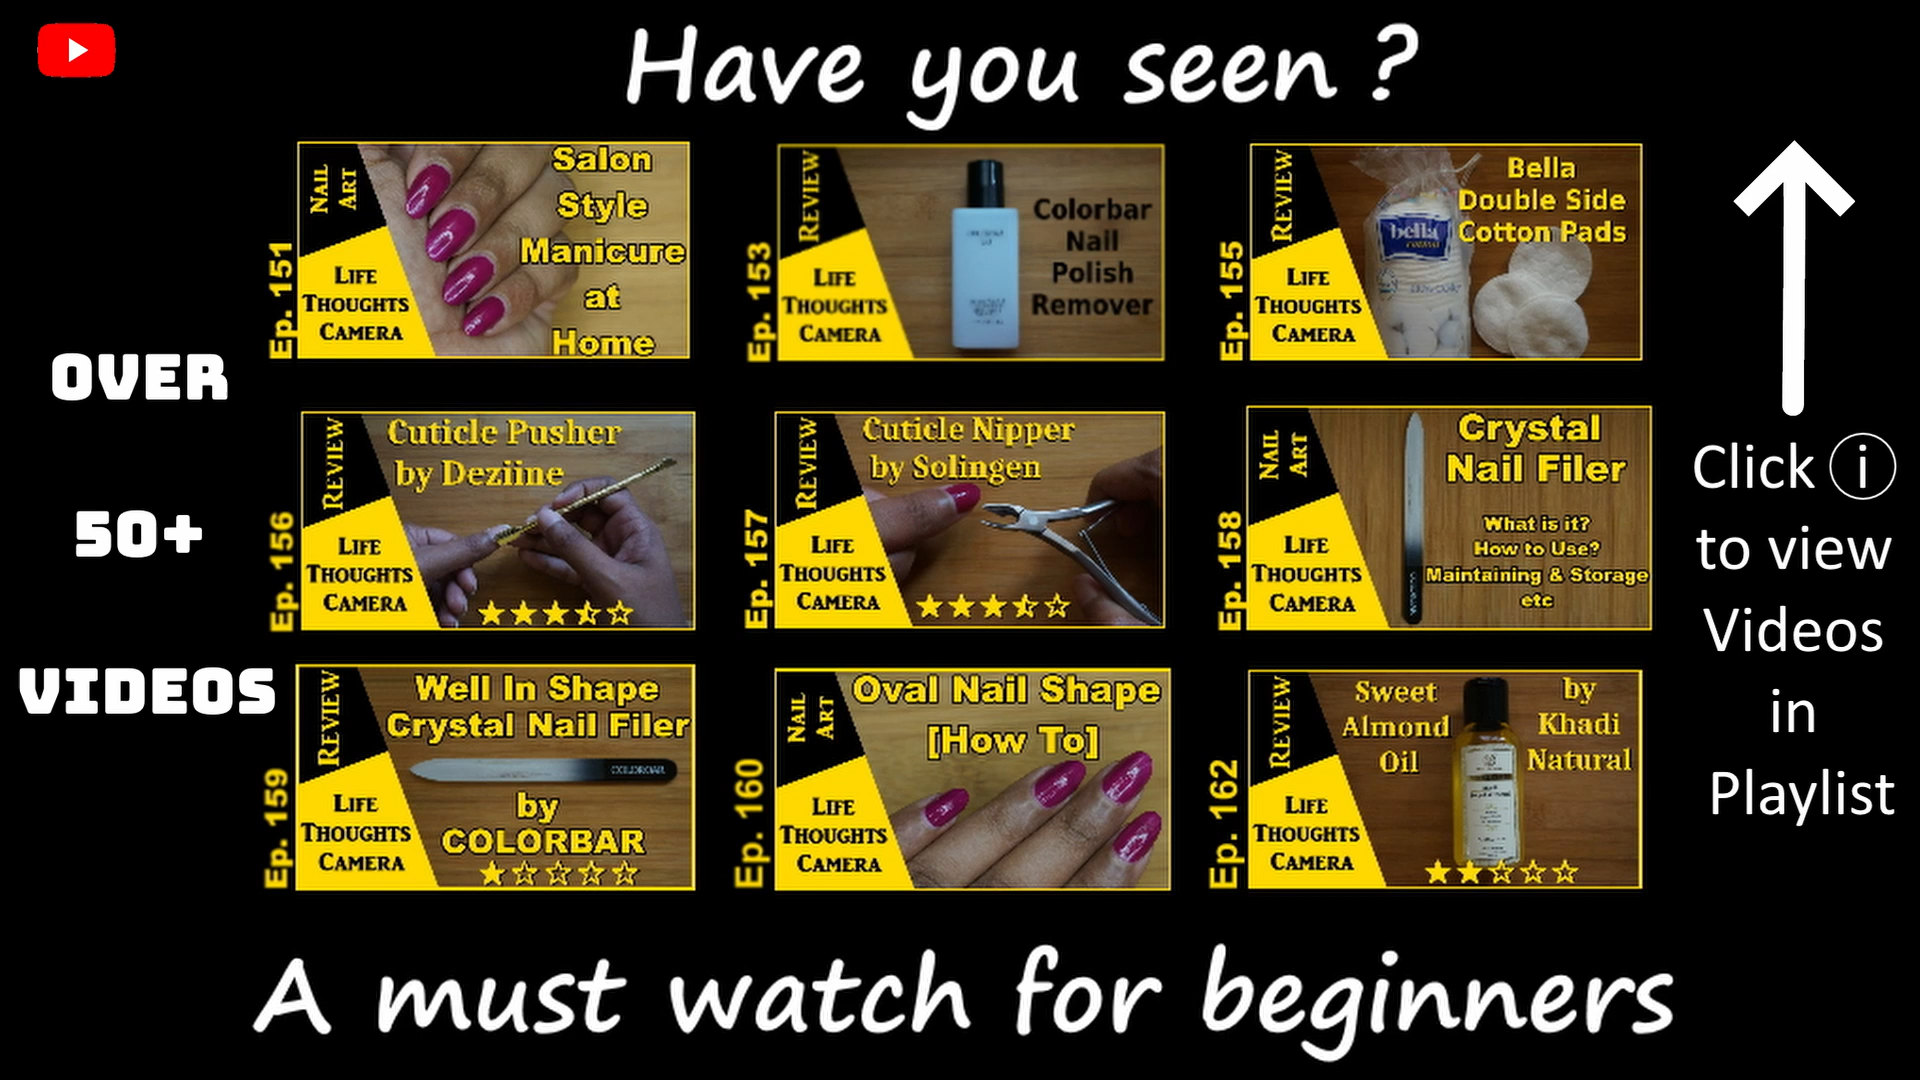 Have you seen ?
OVER
50+
VIDEOS
Ep. 151
NAIL
ART
LIFE
THOUGHTS
CAMERA
Salon
Style
Manicure
at
Home
Ep. 153
REVIEW
LIFE
THOUGHTS
CAMERA
Colorbar
Nail
Polish
Remover
Ep. 155
REVIEW
LIFE
THOUGHTS
CAMERA
Bella
Double Side
Cotton Pads
bella
cotton
Ep. 156
REVIEW
LIFE
THOUGHTS
CAMERA
Cuticle Pusher
by Deziine
Ep. 157
REVIEW
LIFE
THOUGHTS
CAMERA
Cuticle Nipper
by Solingen
Ep. 158
NAIL
ART
LIFE
THOUGHTS
CAMERA
Crystal
Nail Filer
What is it?
How to Use?
Maintaining & Storage
etc
Ep. 159
REVIEW
LIFE
THOUGHTS
CAMERA
Well In Shape
Crystal Nail Filer
COLORBAR
by
COLORBAR
Ep. 160
NAIL
ART
LIFE
THOUGHTS
CAMERA
Oval Nail Shape
[How To]
Ep. 162
REVIEW
LIFE
THOUGHTS
CAMERA
Sweet
Almond
Oil
by
Khadi
Natural
Click i
to view
Videos
in
Playlist
A must watch for beginners